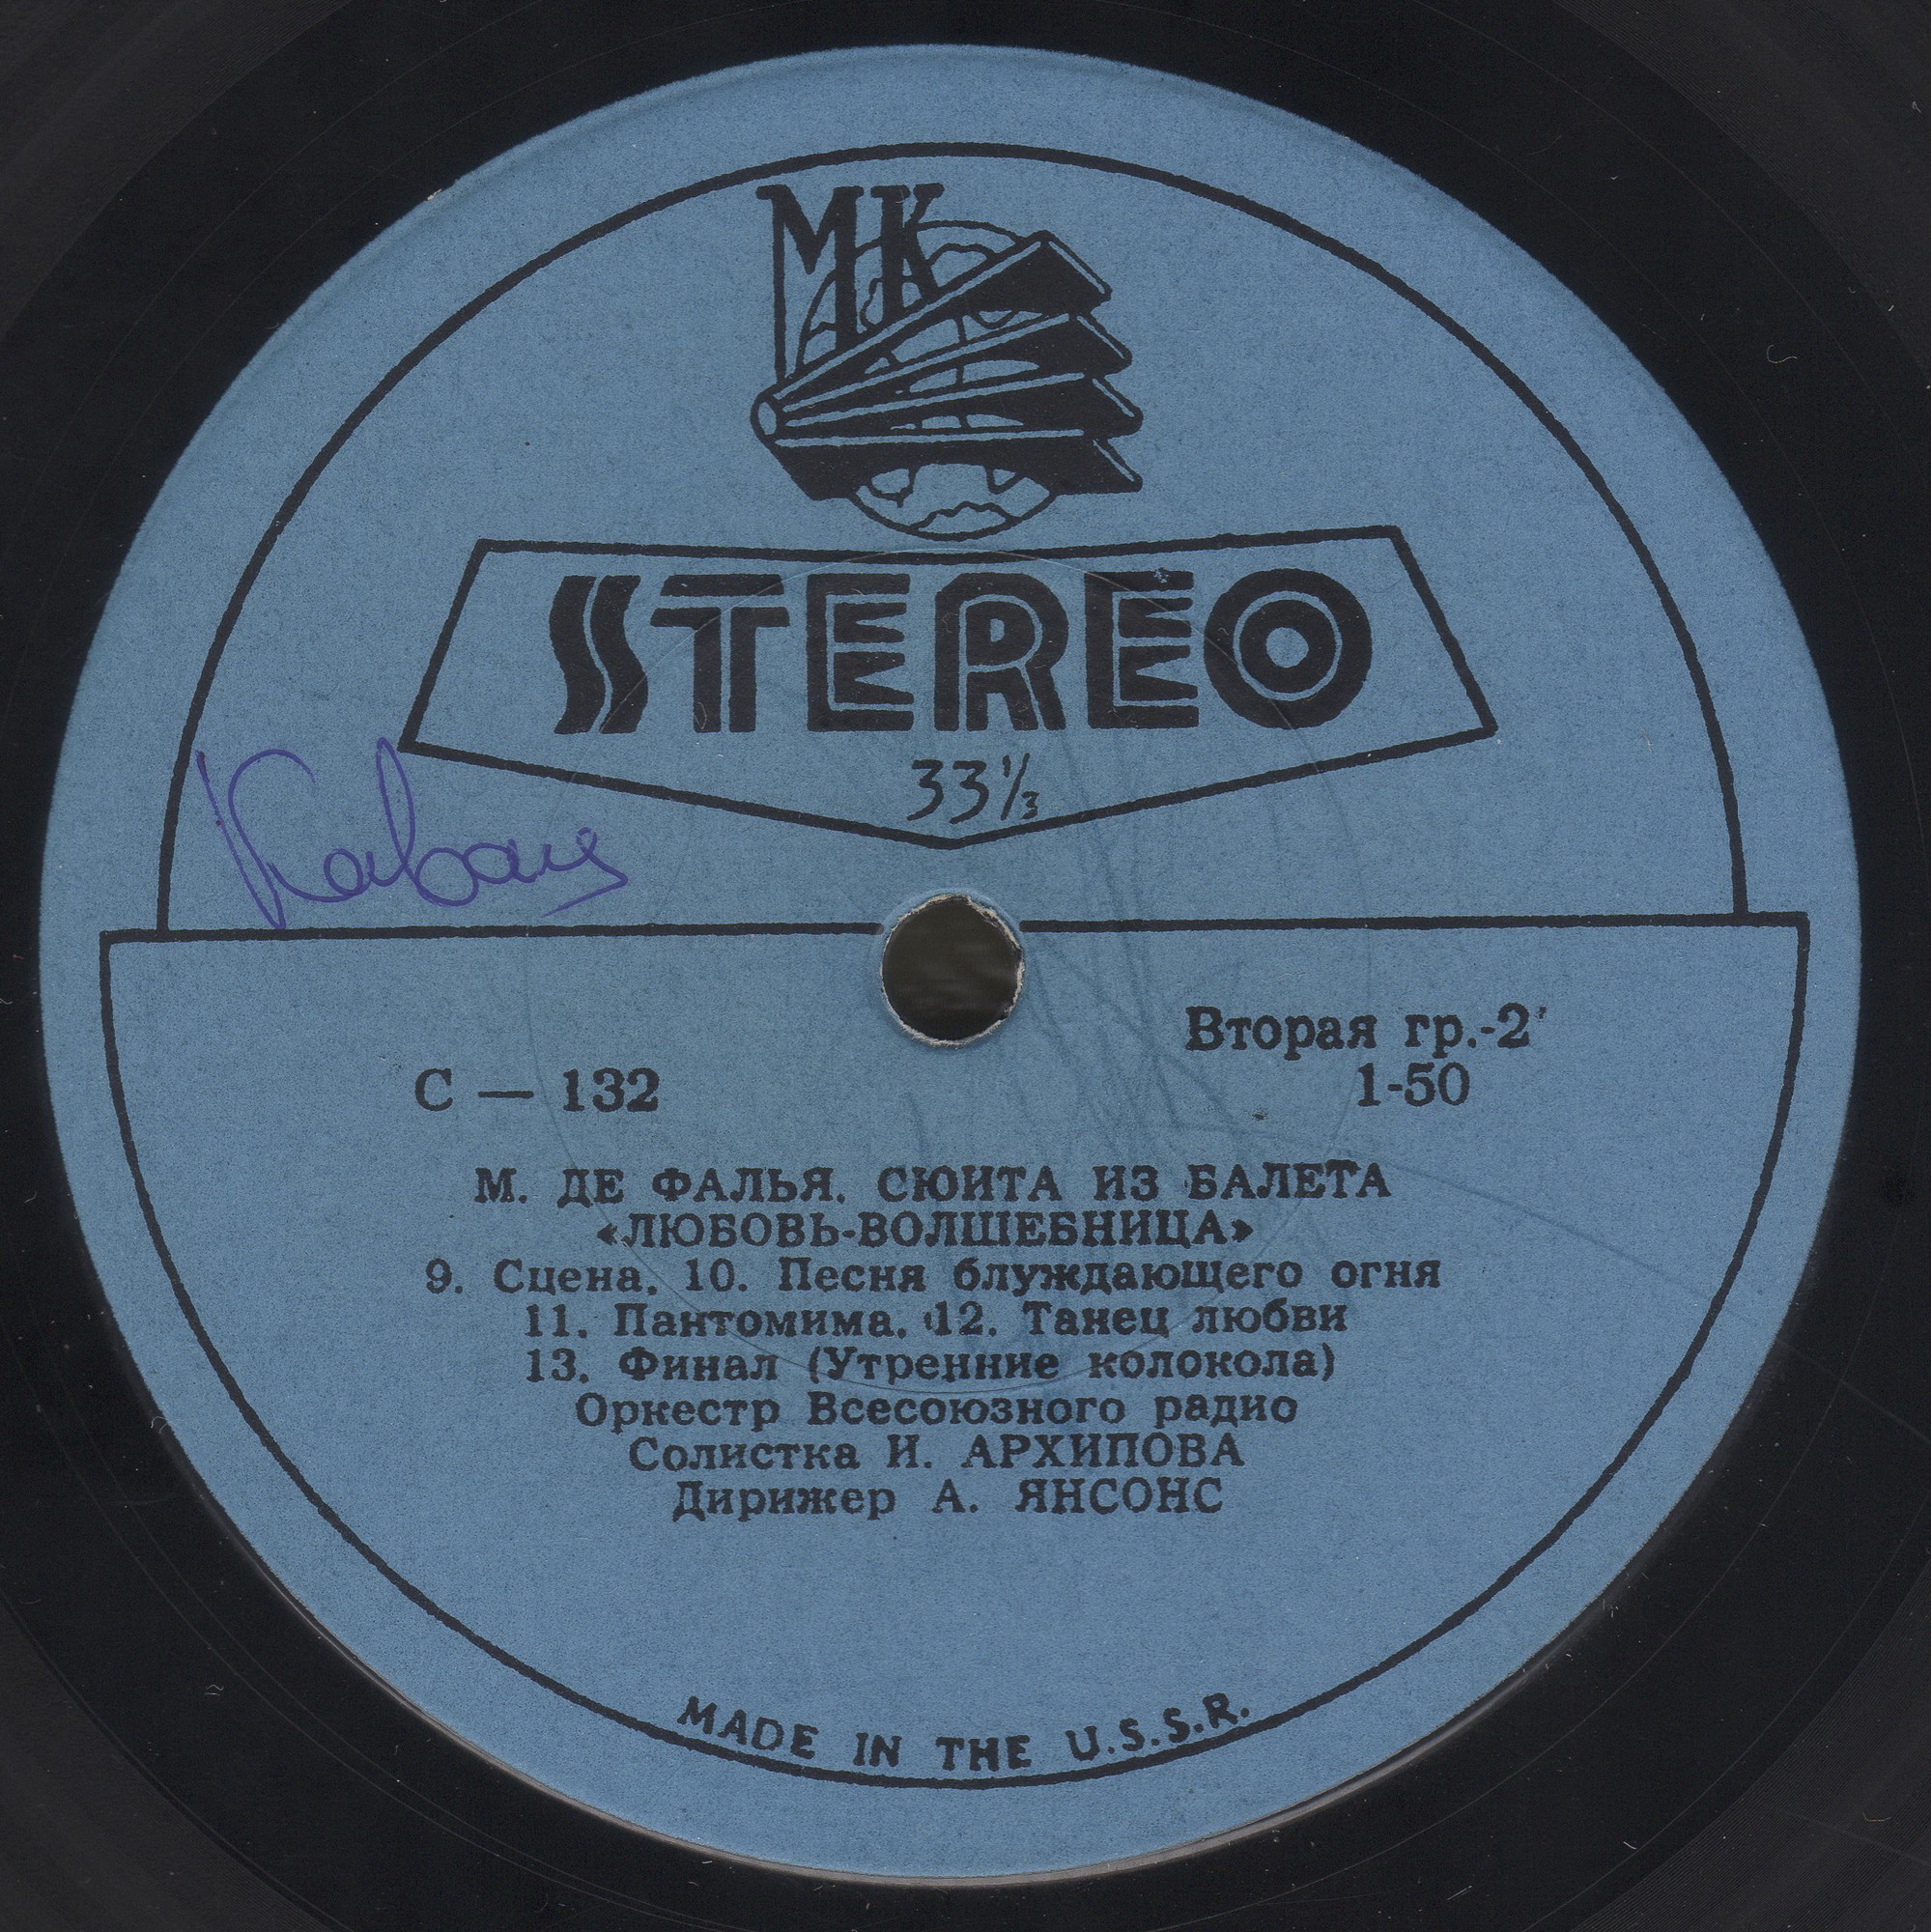 МК
STEREO
33⅓
С — 132
Вторая гр.-2
1-50
М. ДЕ ФАЛЬЯ. СЮИТА ИЗ БАЛЕТА
«ЛЮБОВЬ-ВОЛШЕБНИЦА»
9. Сцена. 10. Песня блуждающего огня
11. Пантомима. 12. Танец любви
13. Финал (Утренние колокола)
Оркестр Всесоюзного радио
Солистка И. АРХИПОВА
Дирижер А. ЯНСОНС
MADE IN THE U.S.S.R.